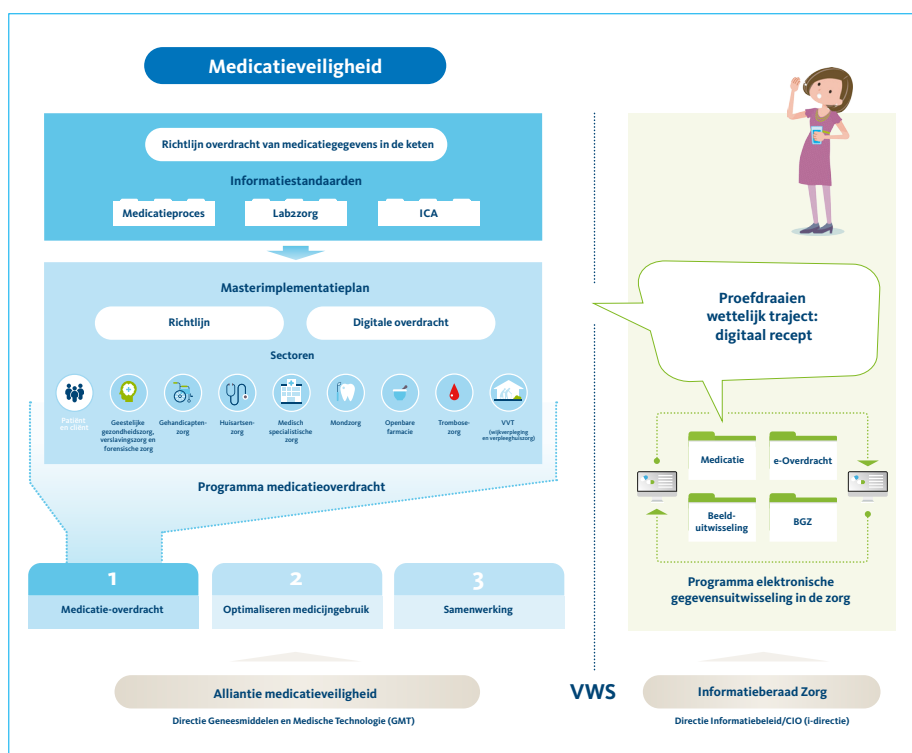 Medicatieveiligheid
Richtlijn overdracht van medicatiegegevens in de keten
Informatiestandaarden
Medicatieproces
Labzzorg
ICA
Masterimplementatieplan
Richtlijn
Digitale overdracht
Sectoren
Patiënt
en cliënt
Geestelijke
gezondheidszorg,
verslavingszorg en
forensische zorg
Gehandicapten-
zorg
Huisartsen-
zorg
Medisch
specialistische
zorg
Mondzorg
Openbare
farmacie
Trombose-
zorg
VVT
(wijkverpleging
en verpleeghuiszorg)
Programma medicatieoverdracht
1
Medicatie-overdracht
2
Optimaliseren medicijngebruik
3
Samenwerking
Alliantie medicatieveiligheid
Directie Geneesmiddelen en Medische Technologie (GMT)
VWS
Proefdraaien
wettelijk traject:
digitaal recept
Medicatie
e-Overdracht
Beeld-
uitwisseling
BGZ
Programma elektronische
gegevensuitwisseling in de zorg
Informatieberaad Zorg
Directie Informatiebeleid/CIO (i-directie)